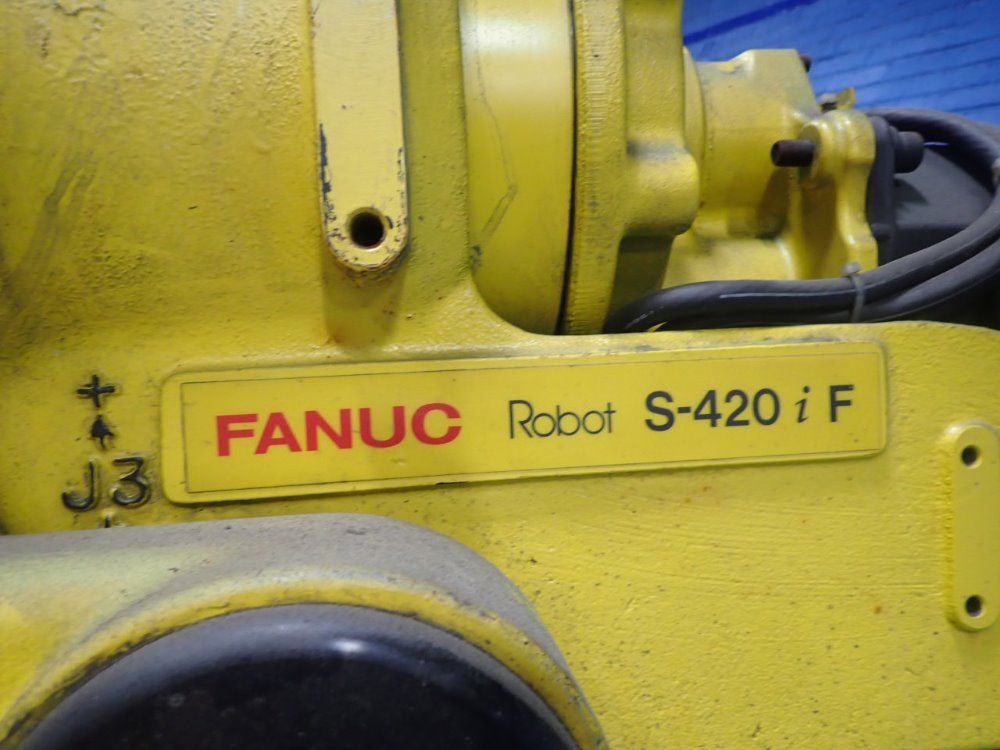 FANUC Robot S-420 i F
+
J3